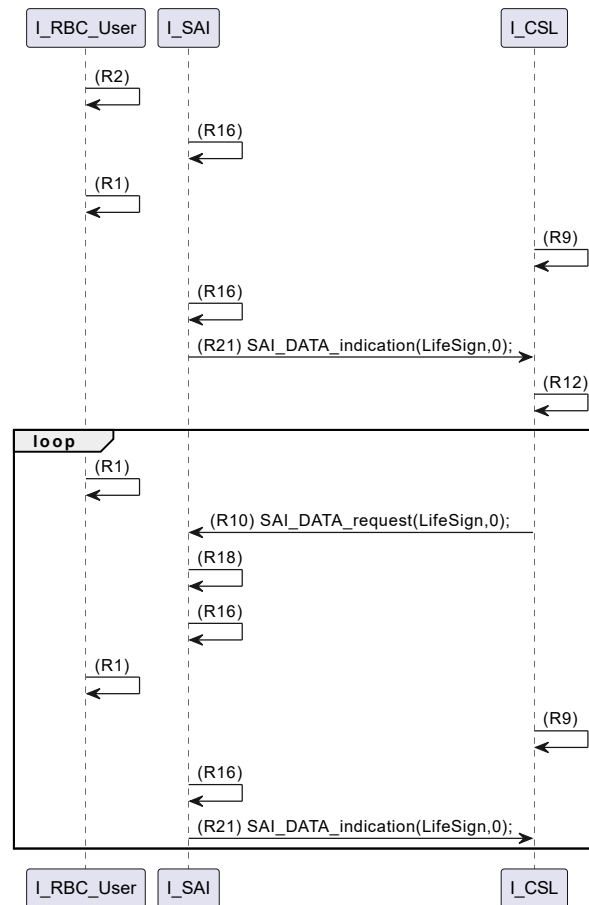 I_RBC_User I_SAI I_CSL
(R2)
(R16)
(R1)
(R9)
(R16)
(R21) SAI_DATA_indication(LifeSign,0);
(R12)
loop
(R1)
(R10) SAI_DATA_request(LifeSign,0);
(R18)
(R16)
(R1)
(R9)
(R16)
(R21) SAI_DATA_indication(LifeSign,0);
I_RBC_User I_SAI I_CSL